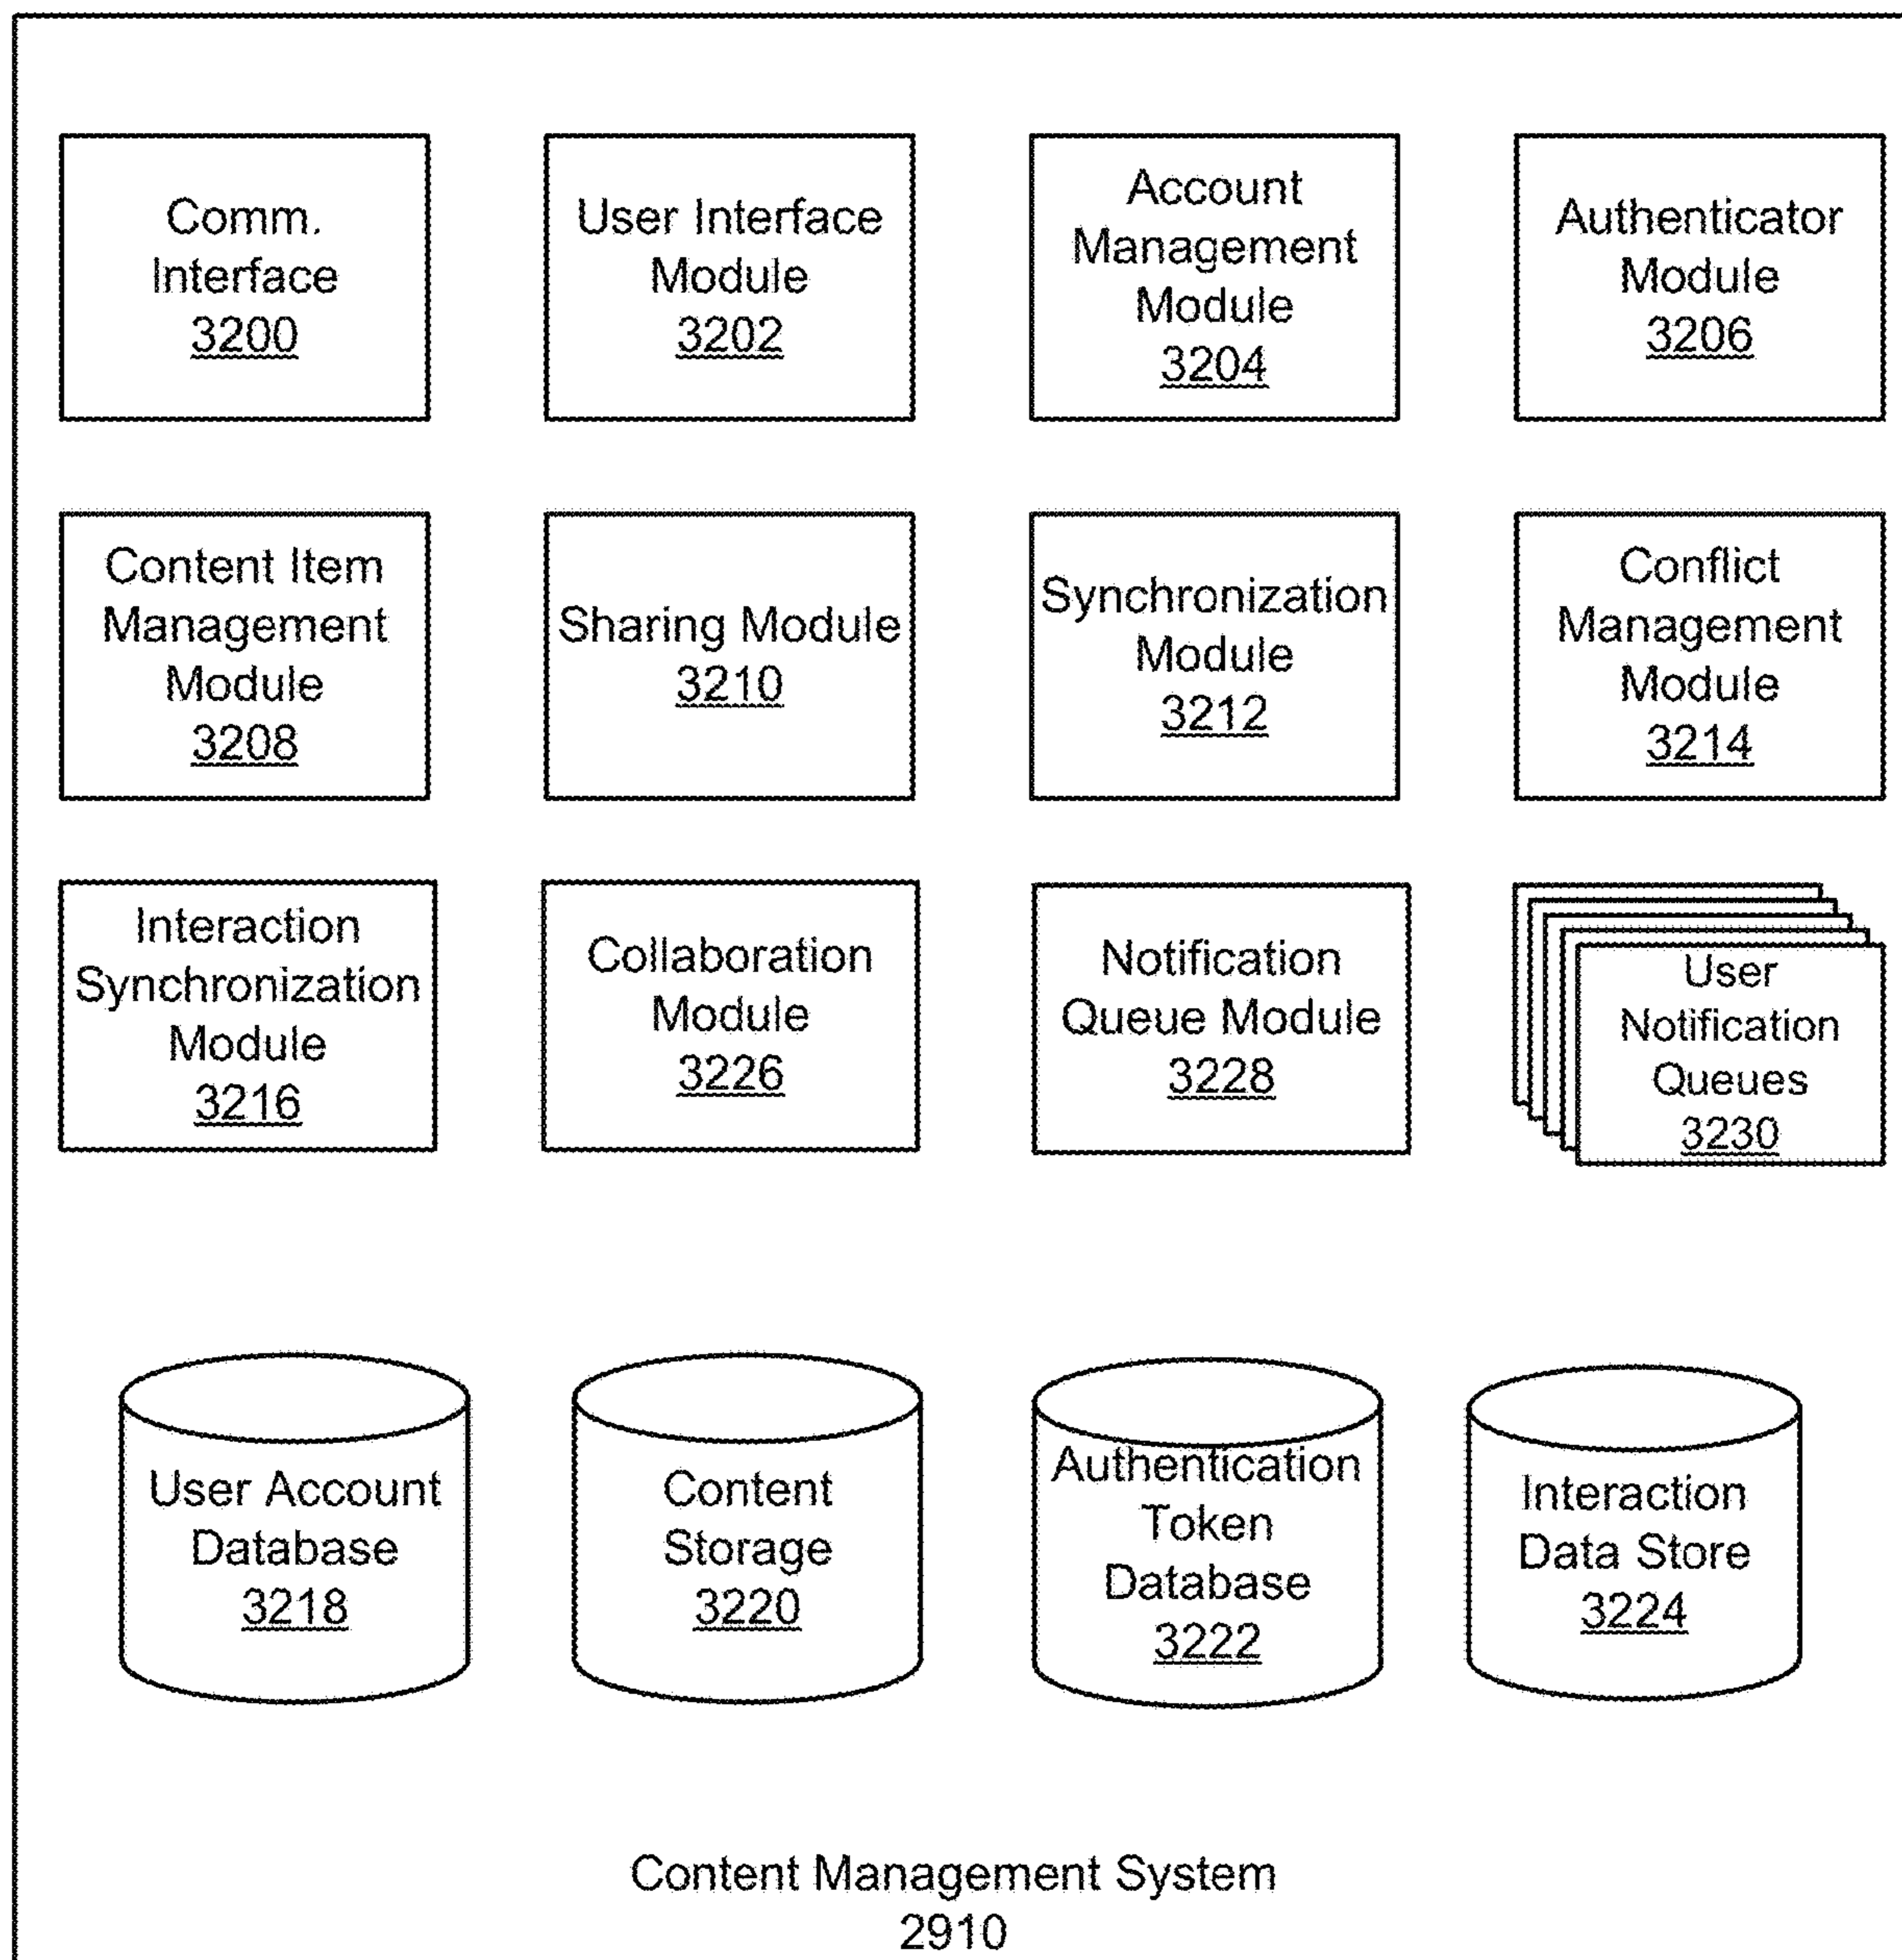 Comm.
Interface
3200
User Interface
Module
3202
Account
Management
Module
3204
Authenticator
Module
3206
Content Item
Management
Module
3208
Sharing Module
3210
Synchronization
Module
3212
Conflict
Management
Module
3214
Interaction
Synchronization
Module
3216
Collaboration
Module
3226
Notification
Queue Module
3228
User
Notification
Queues
3230
User Account
Database
3218
Content
Storage
3220
Authentication
Token
Database
3222
Interaction
Data Store
3224
Content Management System
2910